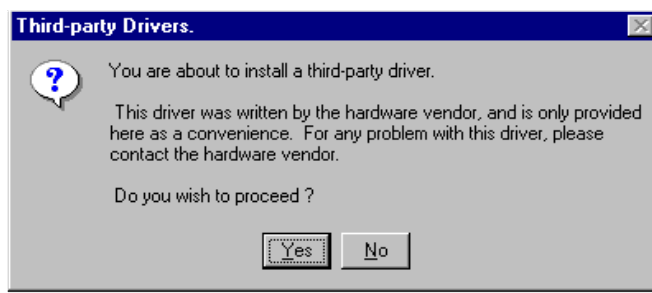 Third-party Drivers.
You are about to install a third-party driver.
This driver was written by the hardware vendor, and is only provided
here as a convenience.  For any problem with this driver, please
contact the hardware vendor.
Do you wish to proceed ?
Yes No